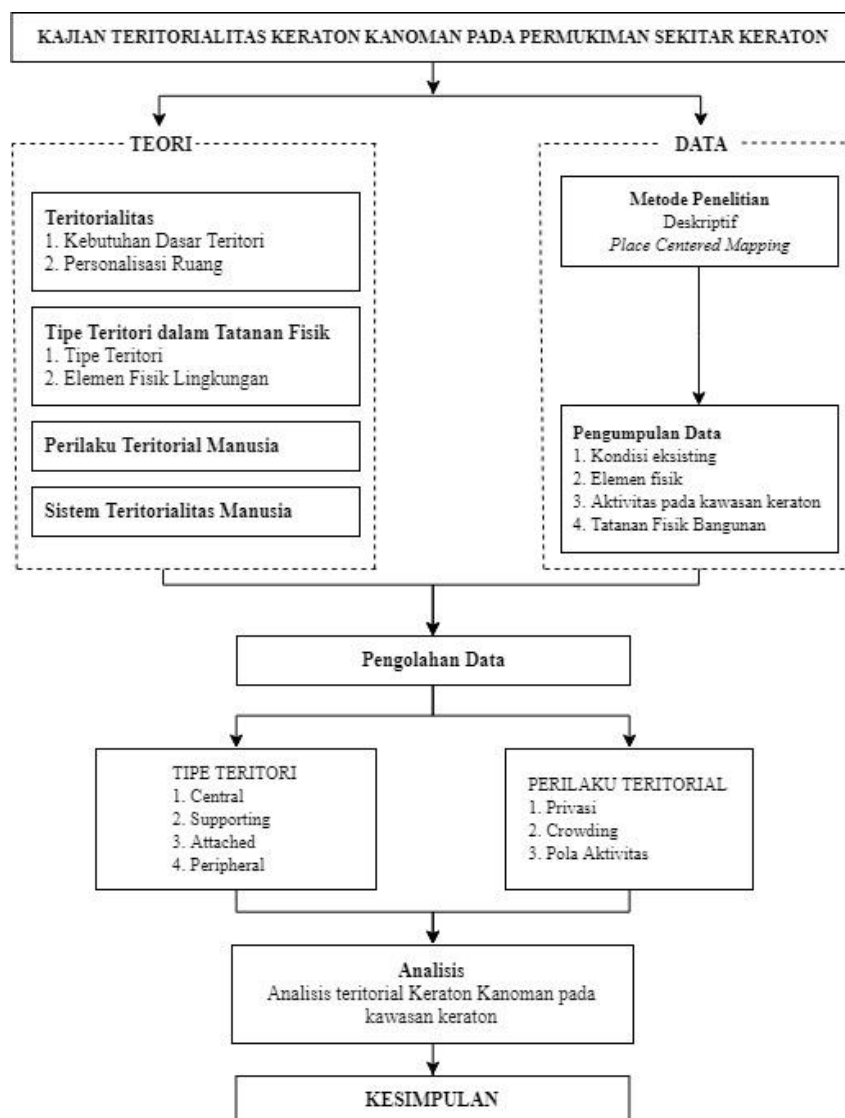 KAJIAN TERITORIALITAS KERATON KANOMAN PADA PERMUKIMAN SEKITAR KERATON
TEORI
Teritorialitas
1. Kebutuhan Dasar Teritori
2. Personalisasi Ruang
Tipe Teritori dalam Tatanan Fisik
1. Tipe Teritori
2. Elemen Fisik Lingkungan
Perilaku Teritorial Manusia
Sistem Teritorialitas Manusia
DATA
Metode Penelitian
Deskriptif
Place Centered Mapping
Pengumpulan Data
1. Kondisi eksisting
2. Elemen fisik
3. Aktivitas pada kawasan keraton
4. Tatanan Fisik Bangunan
Pengolahan Data
TIPE TERITORI
1. Central
2. Supporting
3. Attached
4. Peripheral
PERILAKU TERITORIAL
1. Privasi
2. Crowding
3. Pola Aktivitas
Analisis
Analisis teritorial Keraton Kanoman pada
kawasan keraton
KESIMPULAN